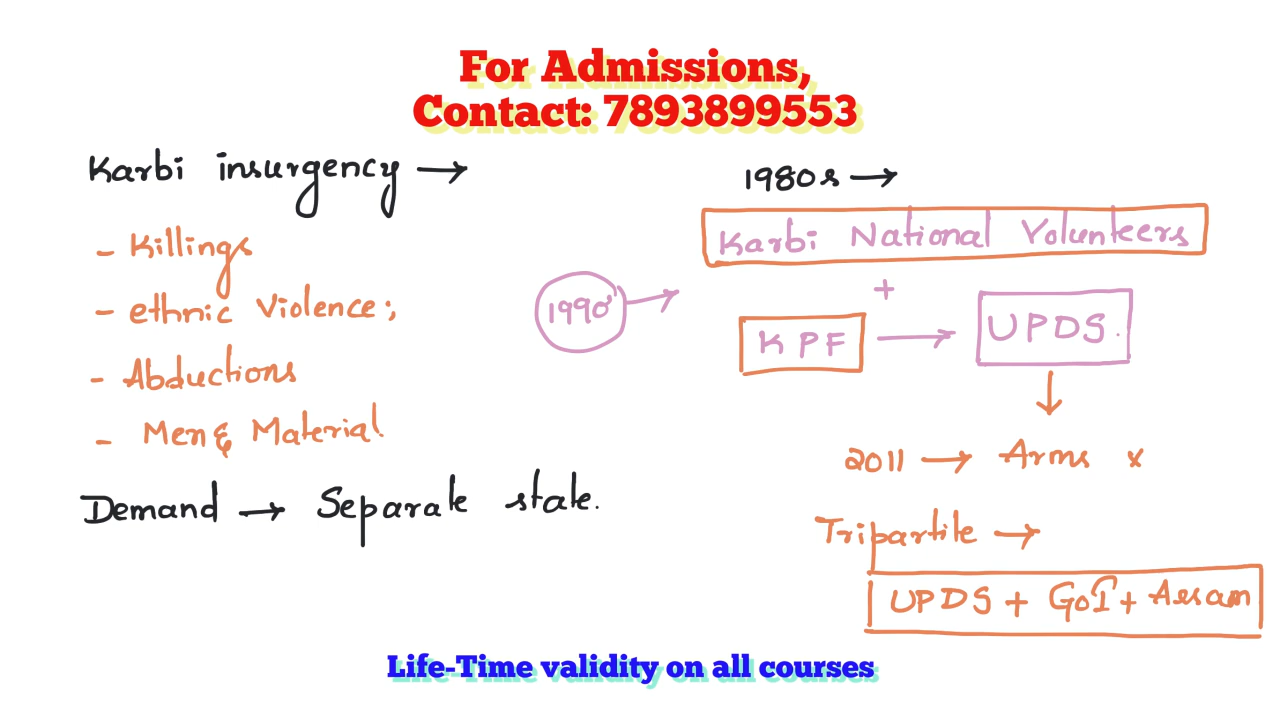 For Admissions,
Contact: 7893899553
Karbi insurgency →
- Killings
- ethnic Violence;
- Abductions
- Men & Material
Demand → Separate state.
1980s →
Karbi National Volunteers
+
1990' →
KPF → UPDS.
↓
2011 → Arms x
Tripartite →
UPDS + GoI + Assam
Life-Time validity on all courses